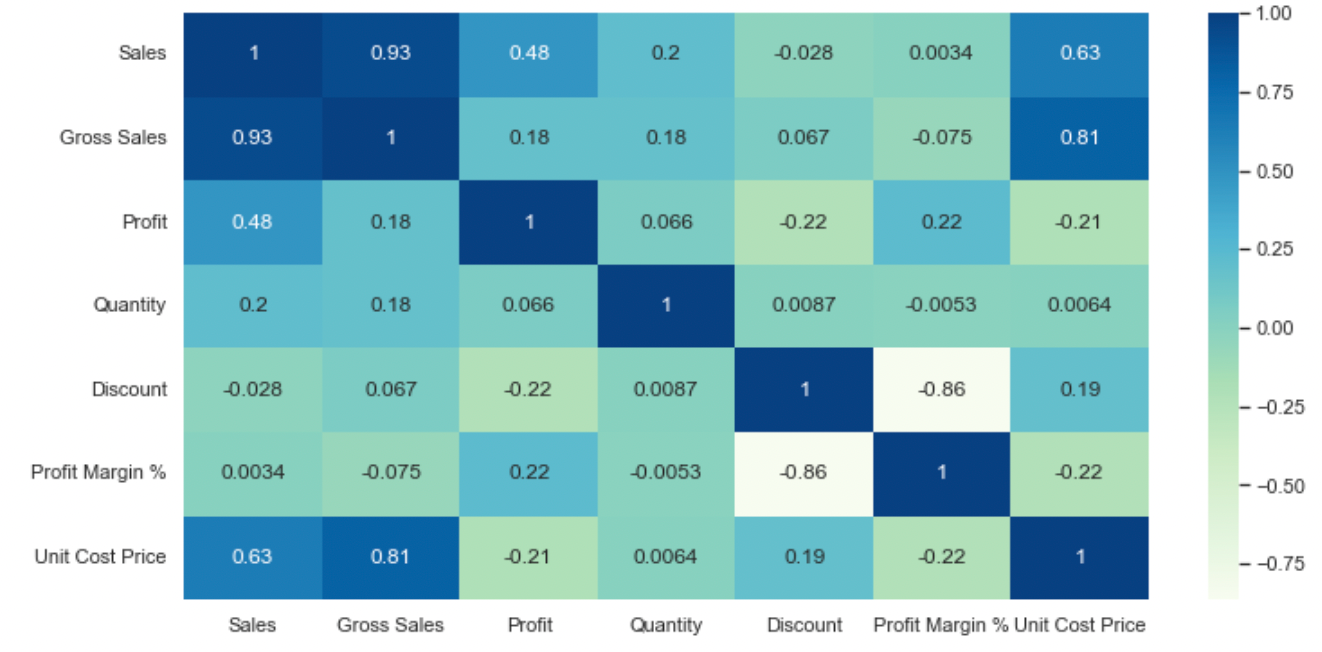 Sales 1 0.93 0.48 0.2 -0.028 0.0034 0.63
Gross Sales 0.93 1 0.18 0.18 0.067 -0.075 0.81
Profit 0.48 0.18 1 0.066 -0.22 0.22 -0.21
Quantity 0.2 0.18 0.066 1 0.0087 -0.0053 0.0064
Discount -0.028 0.067 -0.22 0.0087 1 -0.86 0.19
Profit Margin % 0.0034 -0.075 0.22 -0.0053 -0.86 1 -0.22
Unit Cost Price 0.63 0.81 -0.21 0.0064 0.19 -0.22 1
Sales Gross Sales Profit Quantity Discount Profit Margin % Unit Cost Price
1.00
0.75
0.50
0.25
0.00
−0.25
−0.50
−0.75